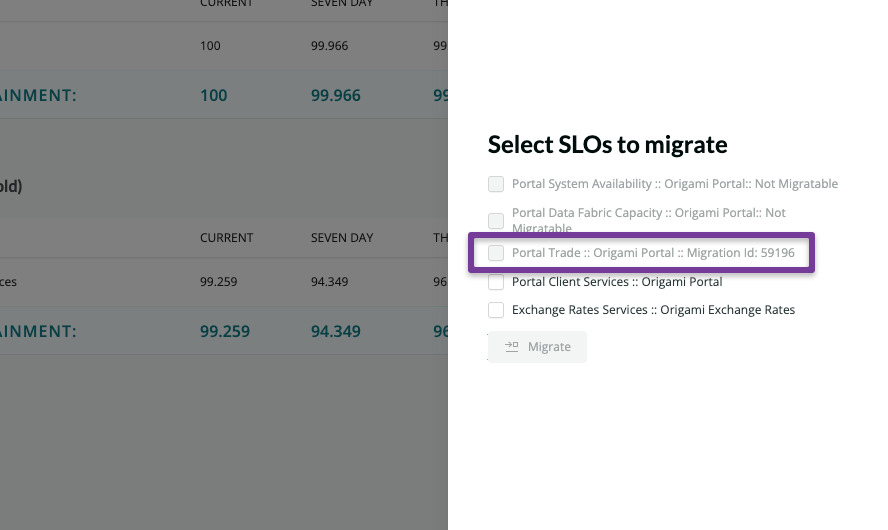 CURRENT SEVEN DAY TH
100 99.966 99
AINMENT: 100 99.966 99
old)
CURRENT SEVEN DAY TH
ces 99.259 94.349 96
AINMENT: 99.259 94.349 96
Select SLOs to migrate
Portal System Availability :: Origami Portal:: Not Migratable
Portal Data Fabric Capacity :: Origami Portal:: Not
Migratable
Portal Trade :: Origami Portal :: Migration Id: 59196
Portal Client Services :: Origami Portal
Exchange Rates Services :: Origami Exchange Rates
Migrate